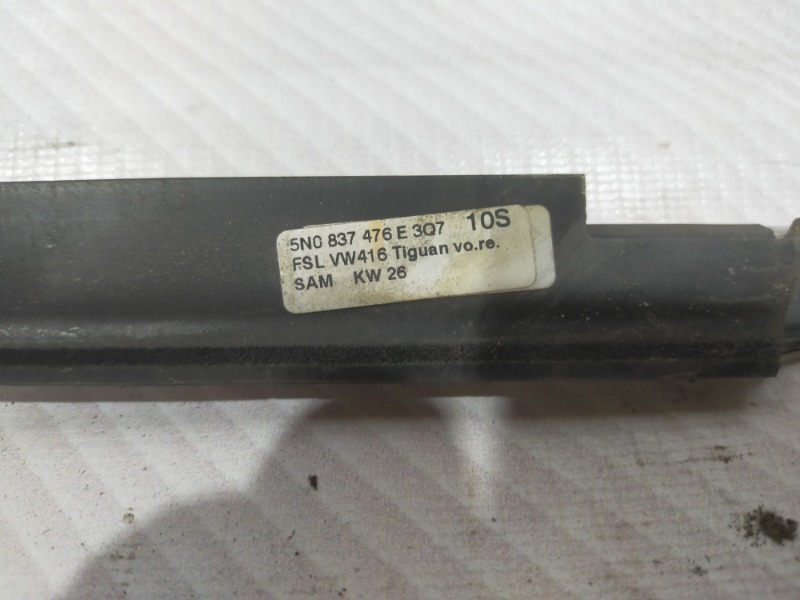 5N0 837 476 E 3Q7 10S
FSL VW416 Tiguan vo.re.
SAM KW 26